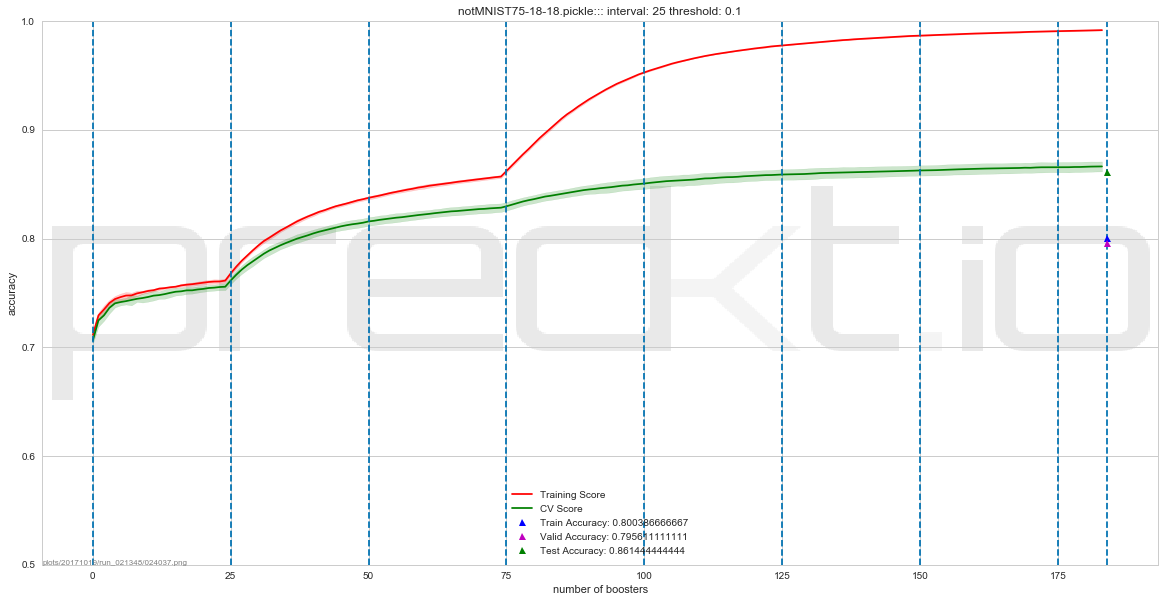 notMNIST75-18-18.pickle::: interval: 25 threshold: 0.1
1.0
0.9
0.8
0.7
0.6
0.5
accuracy
preckt.io
Training Score
CV Score
Train Accuracy: 0.800386666667
Valid Accuracy: 0.795611111111
Test Accuracy: 0.861444444444
0 25 50 75 100 125 150 175
number of boosters